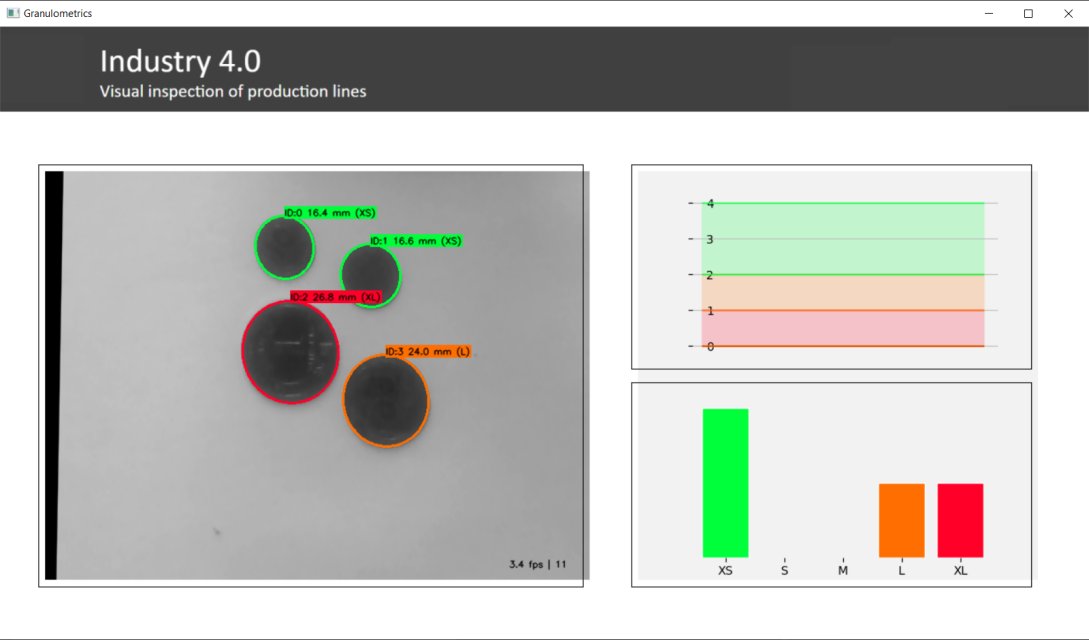 Granulometrics
Industry 4.0
Visual inspection of production lines
ID:0 16.4 mm (XS)
ID:1 16.6 mm (XS)
ID:2 26.8 mm (XL)
ID:3 24.0 mm (L)
3.4 fps | 11
4
3
2
1
0
XS S M L XL